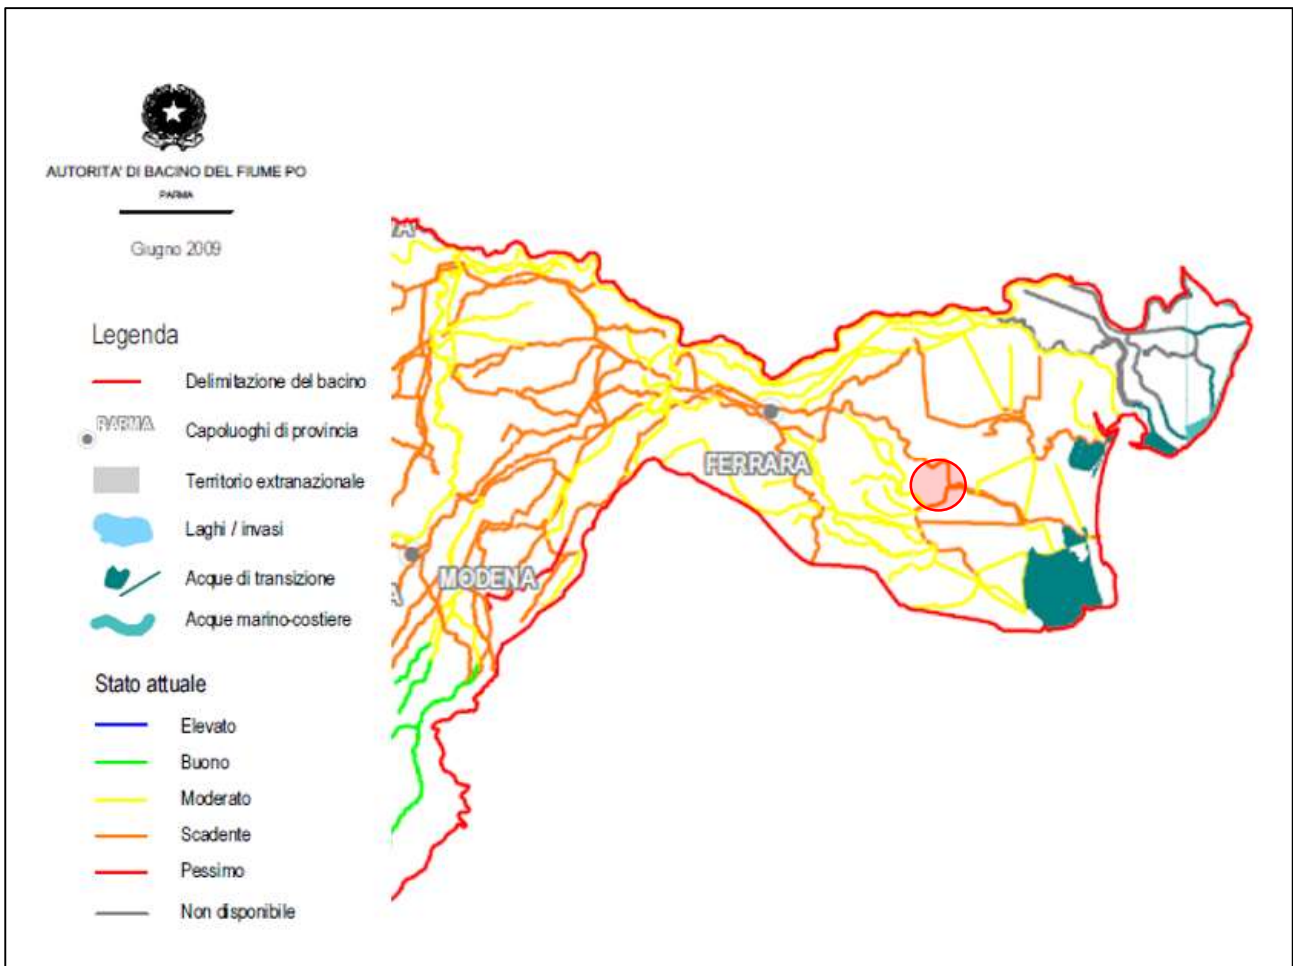 AUTORITA' DI BACINO DEL FIUME PO
PARMA
Giugno 2009
Legenda
Delimitazione del bacino
PARMA
Capoluoghi di provincia
Territorio extranazionale
Laghi / invasi
Acque di transizione
Acque marino-costiere
Stato attuale
Elevato
Buono
Moderato
Scadente
Pessimo
Non disponibile
VA
FERRARA
MODENA
A